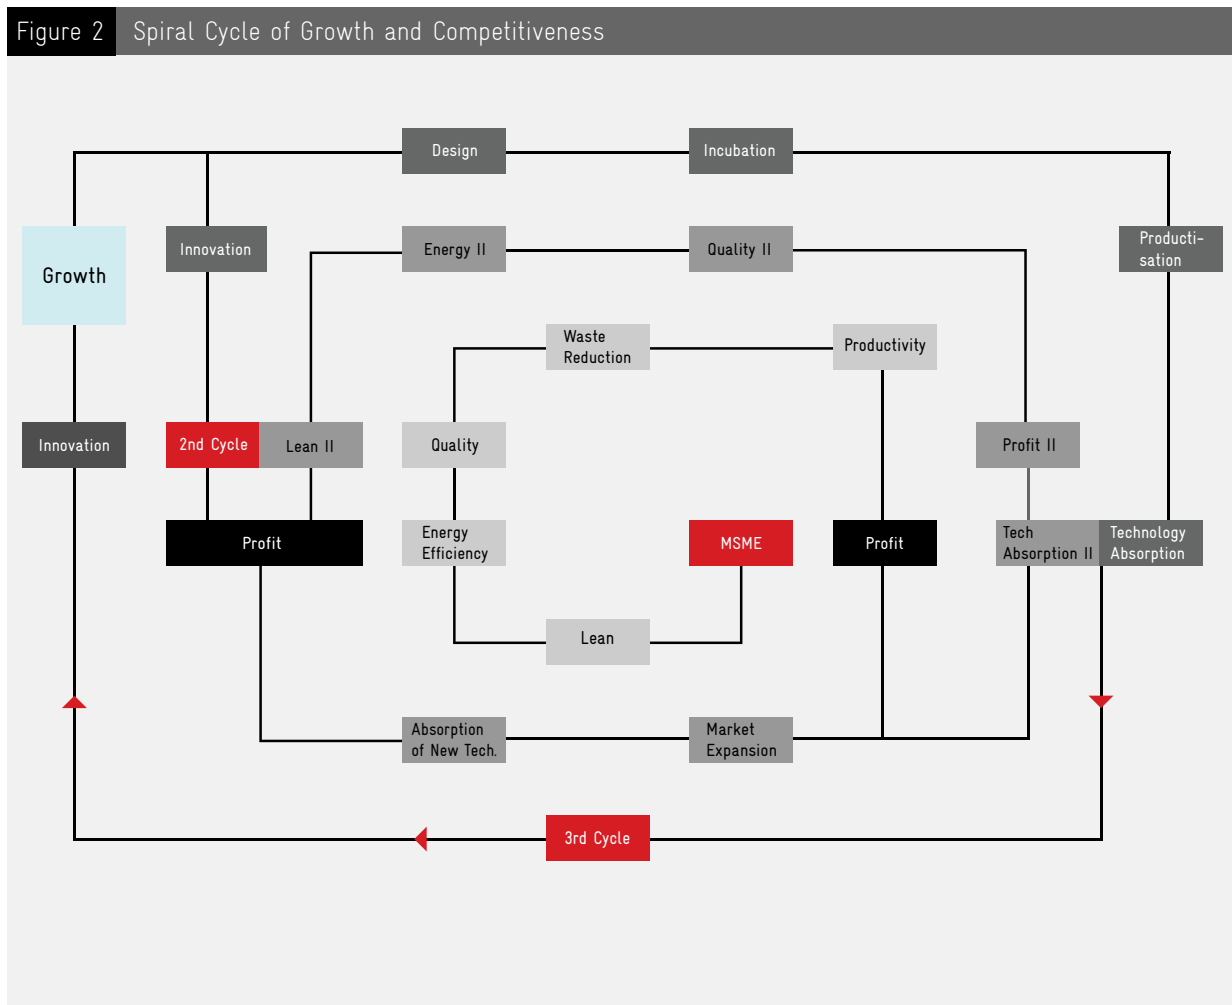 Figure 2 Spiral Cycle of Growth and Competitiveness
Design
Incubation
Growth
Innovation
Energy II
Quality II
Producti-
sation
Waste
Reduction
Productivity
Innovation
2nd Cycle
Lean II
Quality
Profit II
Profit
Energy
Efficiency
MSME
Profit
Tech
Absorption II
Technology
Absorption
Lean
Absorption
of New Tech.
Market
Expansion
3rd Cycle